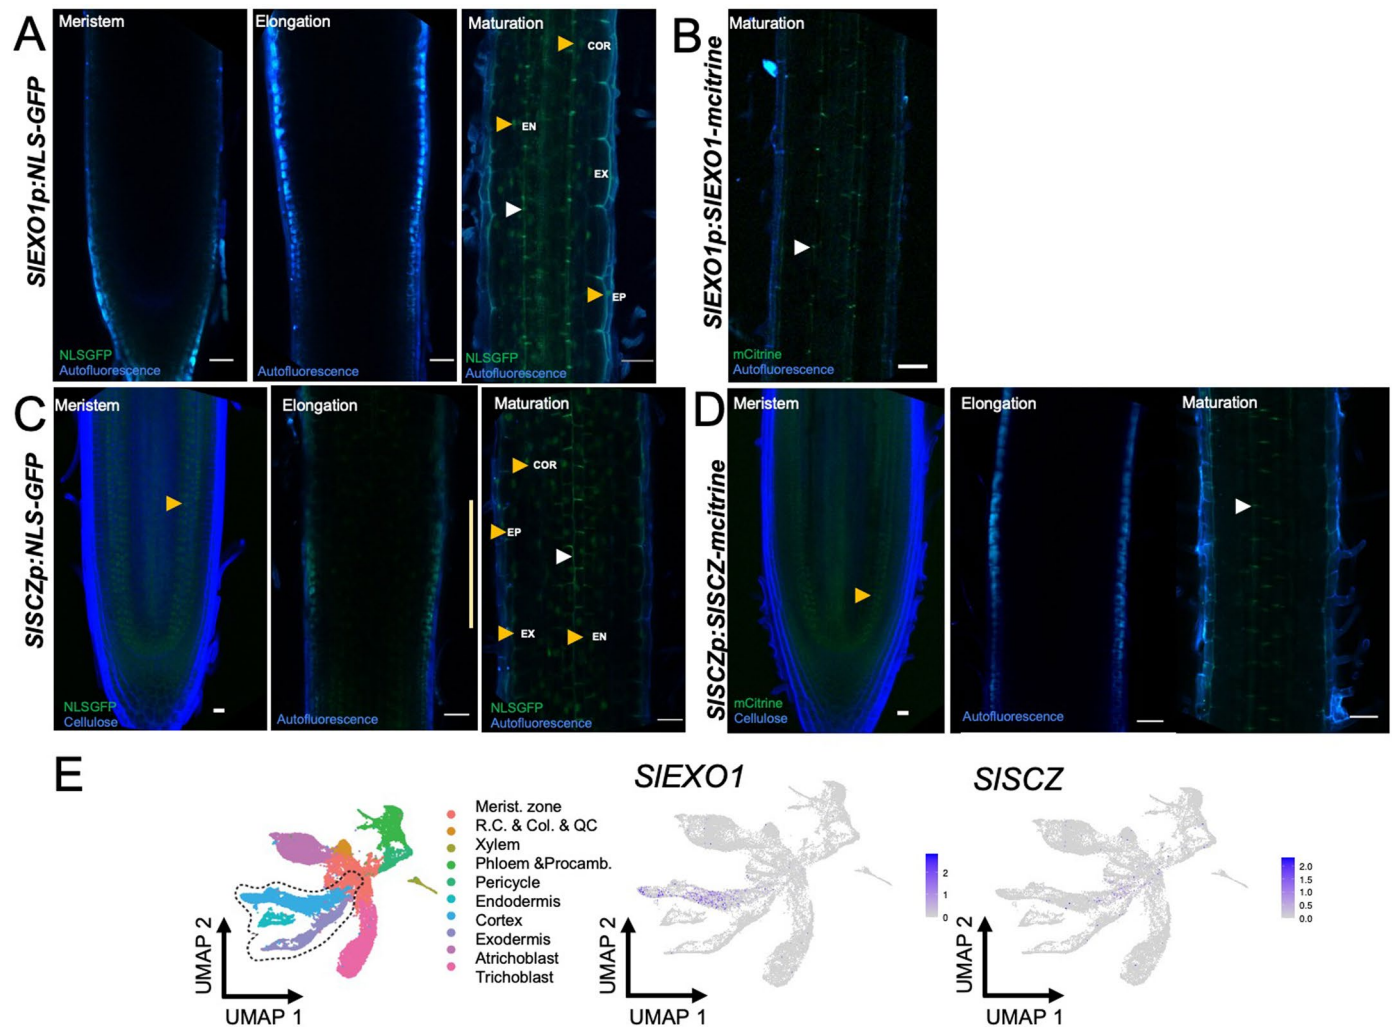 A
SlEXO1p:NLS-GFP
Meristem
NLSGFP
Autofluorescence
Elongation
Autofluorescence
Maturation
COR
EN
EX
EP
NLSGFP
Autofluorescence
B
SlEXO1p:SlEXO1-mcitrine
Maturation
mCitrine
Autofluorescence
C
SlSCZp:NLS-GFP
Meristem
NLSGFP
Cellulose
Elongation
Autofluorescence
Maturation
COR
EP
EX
EN
NLSGFP
Autofluorescence
D
SlSCZp:SlSCZ-mcitrine
Meristem
mCitrine
Cellulose
Elongation
Autofluorescence
Maturation
E
UMAP 2
UMAP 1
Merist. zone
R.C. & Col. & QC
Xylem
Phloem &Procamb.
Pericycle
Endodermis
Cortex
Exodermis
Atrichoblast
Trichoblast
SlEXO1
UMAP 2
UMAP 1
2
1
0
SlSCZ
UMAP 2
UMAP 1
2.0
1.5
1.0
0.5
0.0